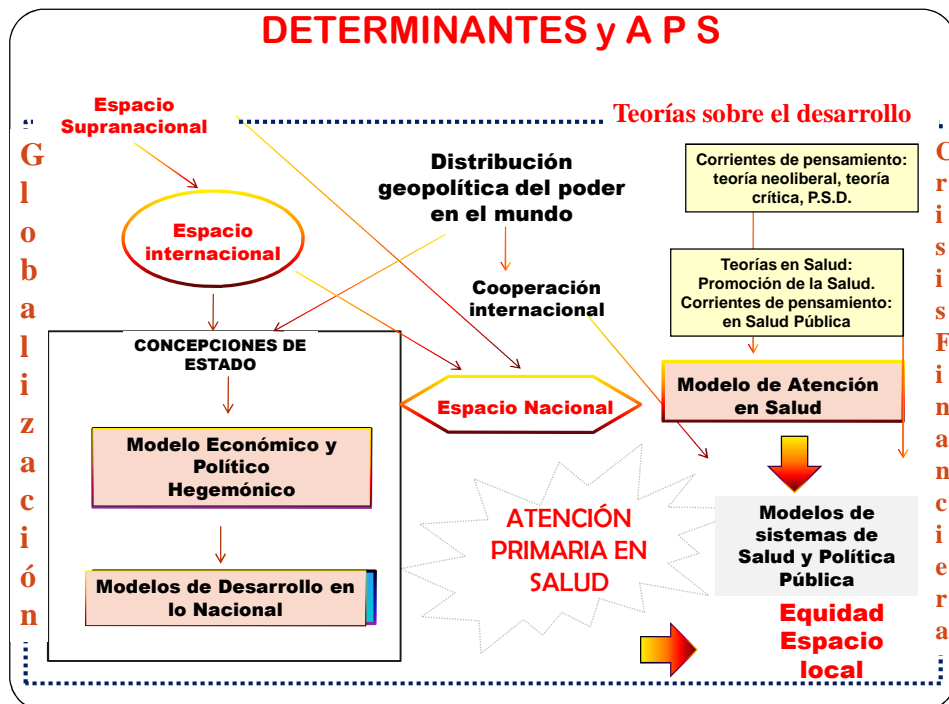 DETERMINANTES y A P S
Espacio
Supranacional
Teorías sobre el desarrollo
Globalización
Crisis Financiera
Distribución
geopolítica del poder
en el mundo
Corrientes de pensamiento:
teoría neoliberal, teoría
crítica, P.S.D.
Espacio
internacional
Teorías en Salud:
Promoción de la Salud.
Corrientes de pensamiento:
en Salud Pública
Cooperación
internacional
CONCEPCIONES DE
ESTADO
Modelo de Atención
en Salud
Espacio Nacional
Modelo Económico y
Político
Hegemónico
ATENCIÓN
PRIMARIA EN
SALUD
Modelos de
sistemas de
Salud y Política
Pública
Modelos de Desarrollo en
lo Nacional
Equidad
Espacio
local